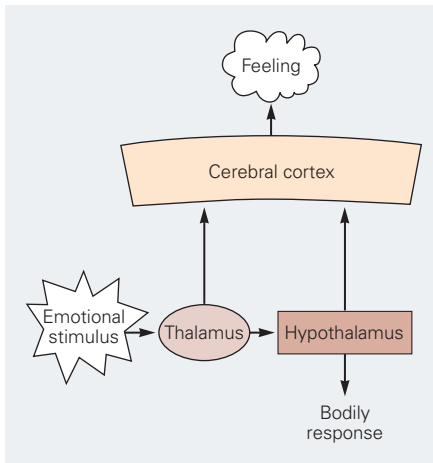 Feeling
Cerebral cortex
Emotional
stimulus
Thalamus
Hypothalamus
Bodily
response